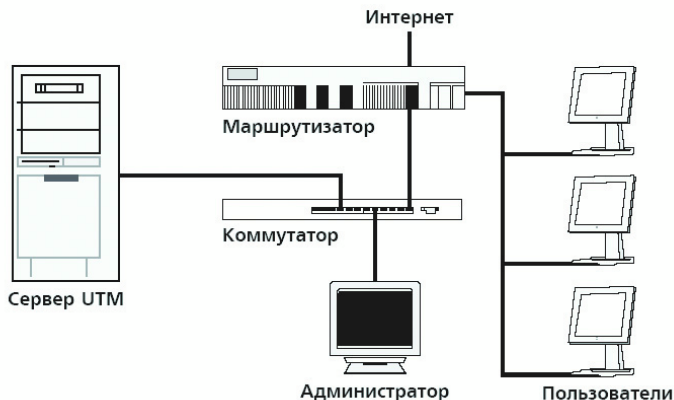 Интернет
Маршрутизатор
Коммутатор
Сервер UTM
Администратор
Пользователи